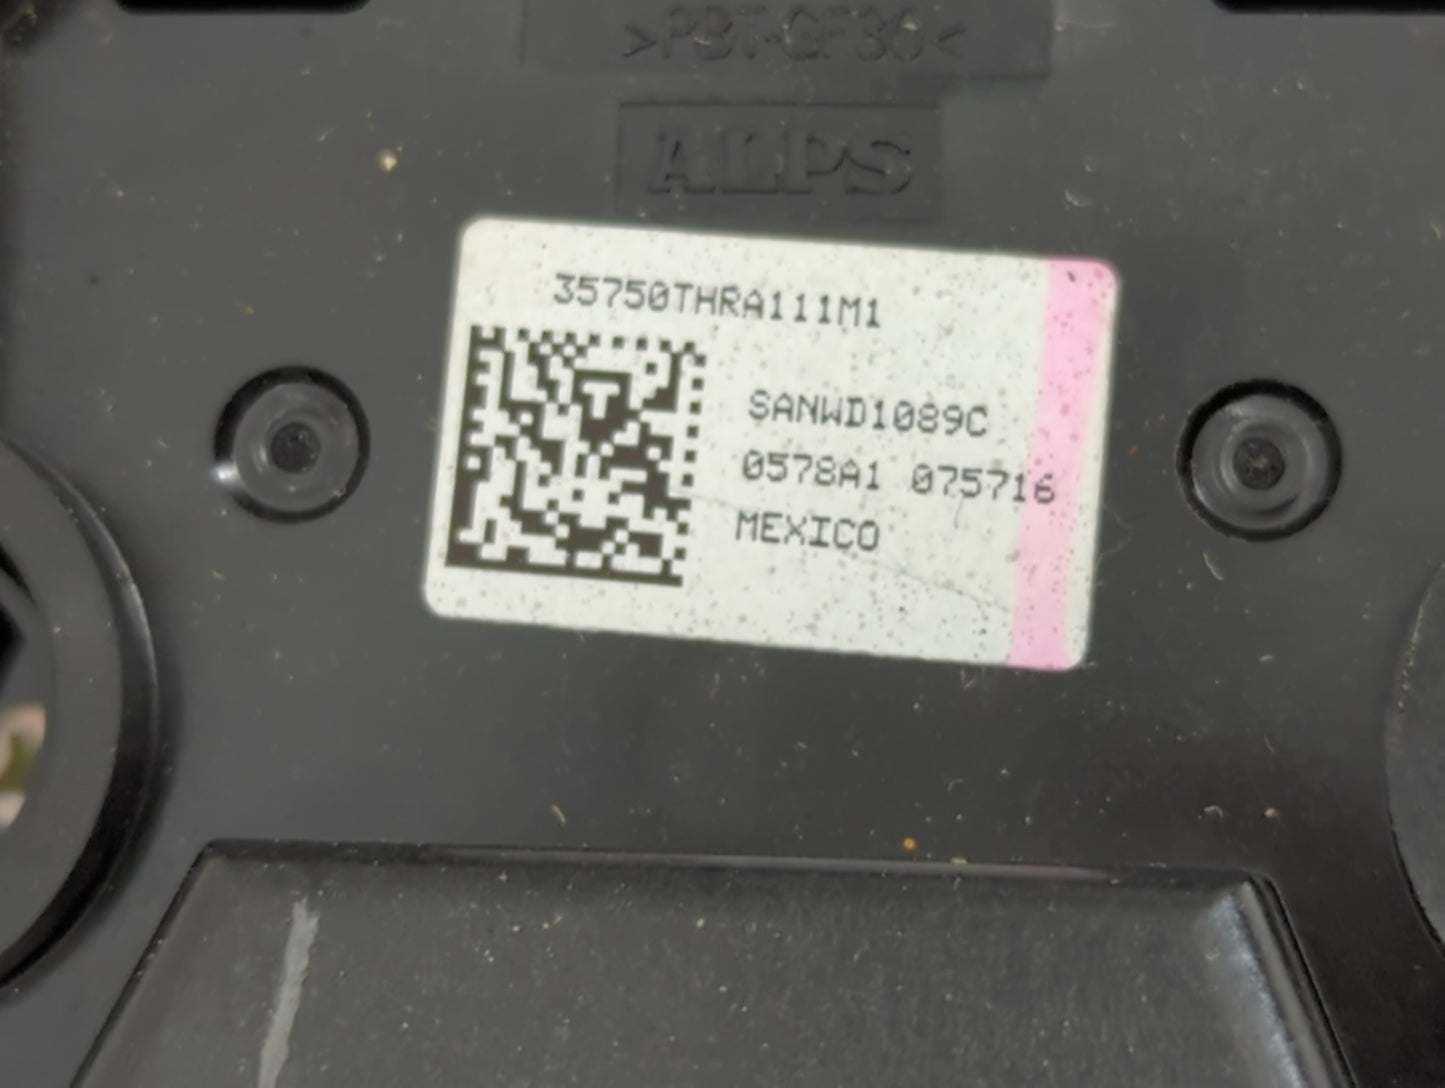 >PBT-GF30<
ALPS
35750THRA111M1
SANWD1089C
0578A1 075716
MEXICO